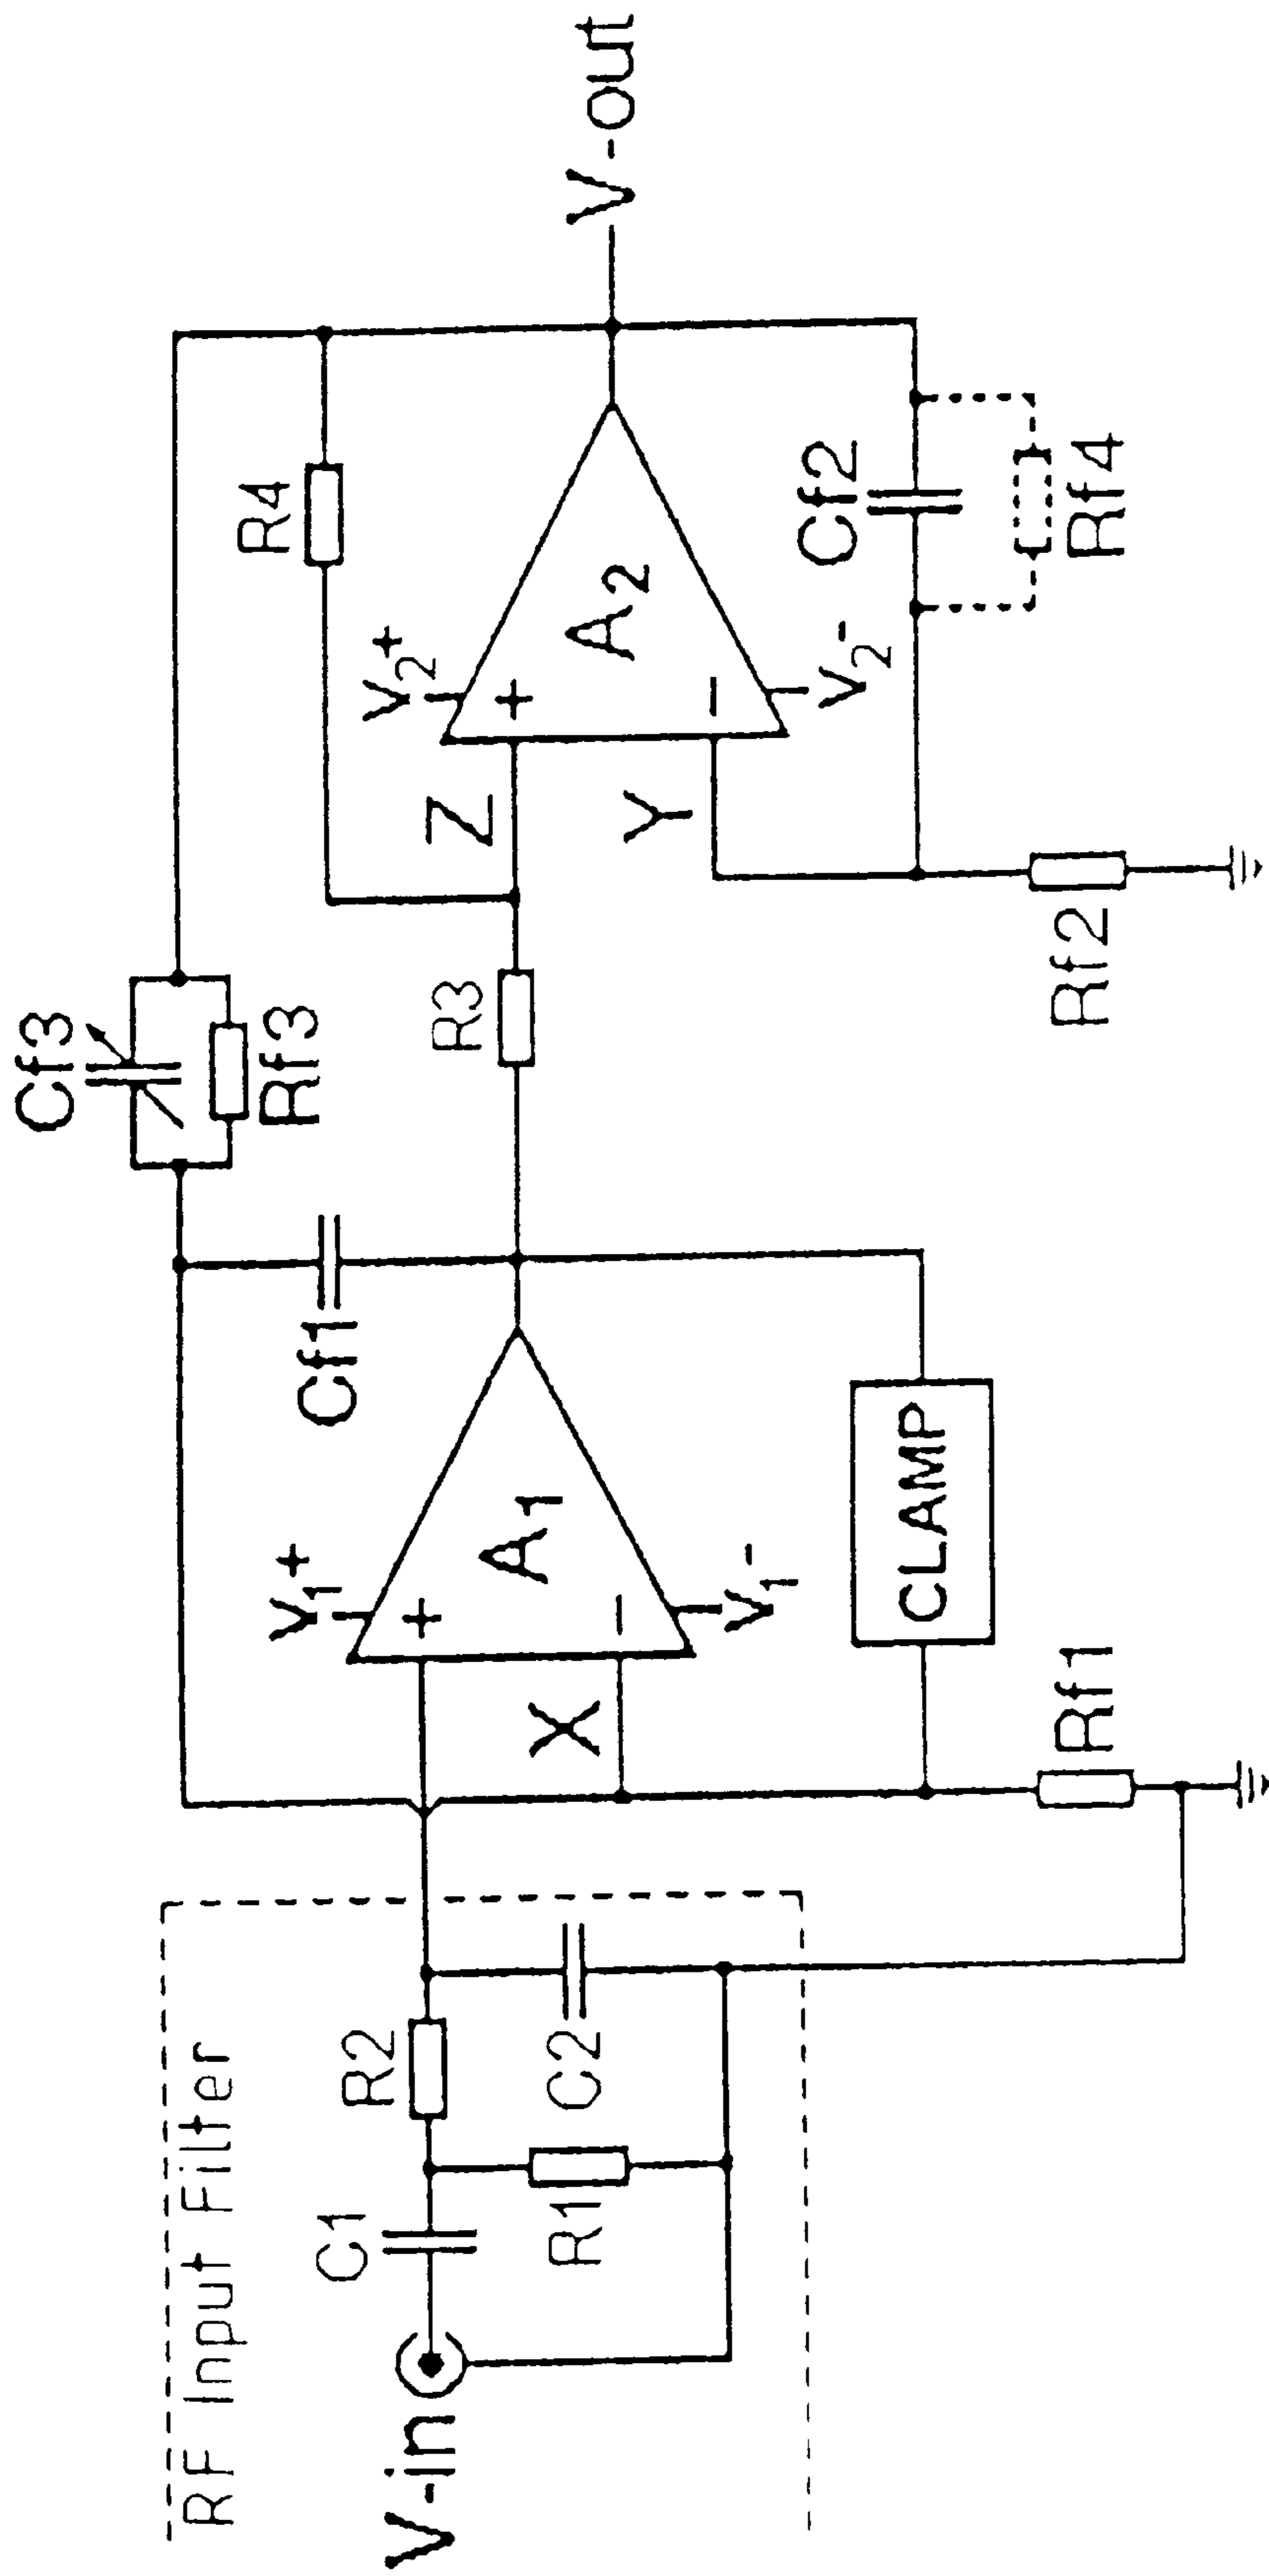 RF Input Filter
V-in
C1
R1
R2
C2
X
V1+
+
A1
−
V1-
Cf1
CLAMP
Rf1
Cf3
Rf3
R3
Z
Y
R4
V2+
+
A2
−
V2-
Cf2
Rf4
Rf2
V-out